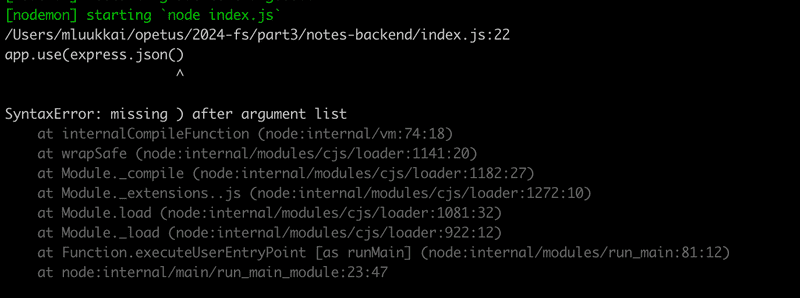 [nodemon] starting `node index.js`
/Users/mluukkai/opetus/2024-fs/part3/notes-backend/index.js:22
app.use(express.json()
^
SyntaxError: missing ) after argument list
at internalCompileFunction (node:internal/vm:74:18)
at wrapSafe (node:internal/modules/cjs/loader:1141:20)
at Module._compile (node:internal/modules/cjs/loader:1182:27)
at Module._extensions..js (node:internal/modules/cjs/loader:1272:10)
at Module.load (node:internal/modules/cjs/loader:1081:32)
at Module._load (node:internal/modules/cjs/loader:922:12)
at Function.executeUserEntryPoint [as runMain] (node:internal/modules/run_main:81:12)
at node:internal/main/run_main_module:23:47